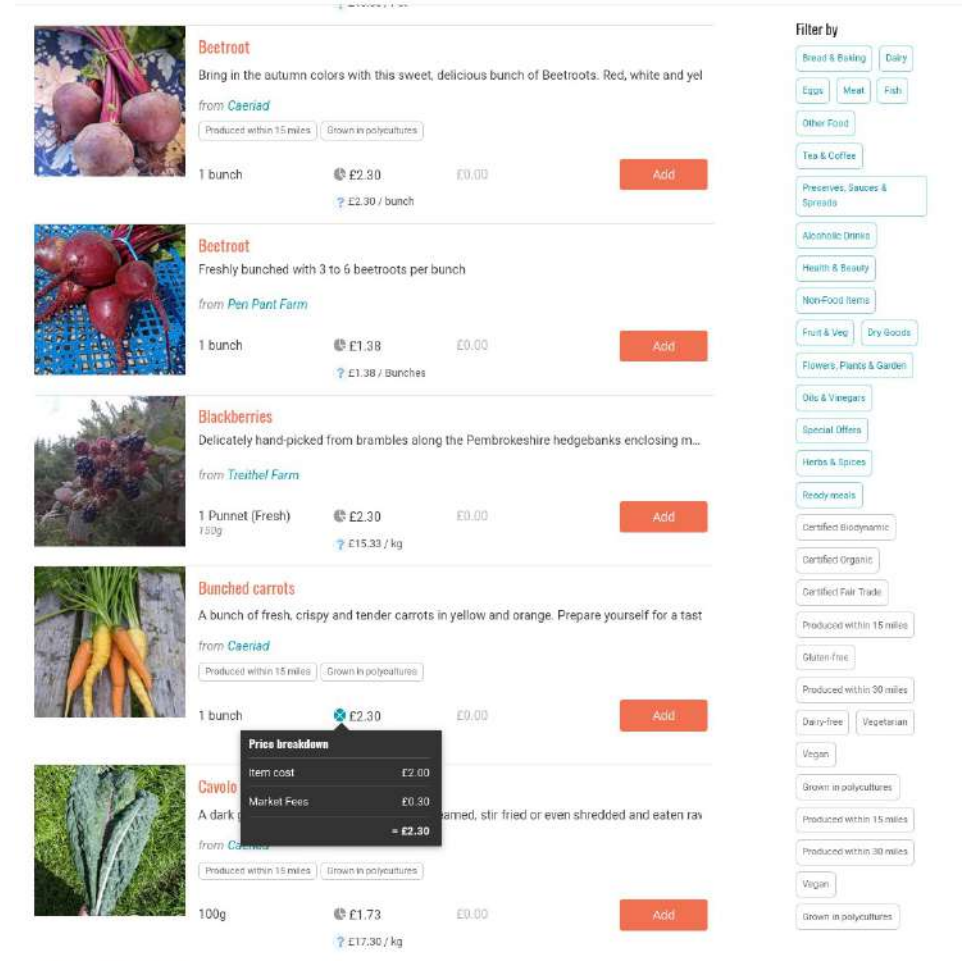 Beetroot
Bring in the autumn colors with this sweet, delicious bunch of Beetroots. Red, white and yel
from Caeriad
Produced within 15 miles Grown in polycultures
1 bunch £2.30 £0.00 Add
? £2.30 / bunch
Beetroot
Freshly bunched with 3 to 6 beetroots per bunch
from Pen Pant Farm
1 bunch £1.38 £0.00 Add
? £1.38 / Bunches
Blackberries
Delicately hand-picked from brambles along the Pembrokeshire hedgebanks enclosing m...
from Treithel Farm
1 Punnet (Fresh) £2.30 £0.00 Add
150g
? £15.33 / kg
Bunched carrots
A bunch of fresh, crispy and tender carrots in yellow and orange. Prepare yourself for a tast
from Caeriad
Produced within 15 miles Grown in polycultures
1 bunch £2.30 £0.00 Add
Price breakdown
Item cost £2.00
Market Fees £0.30
= £2.30
Cavolo
A dark eamed, stir fried or even shredded and eaten rav
from
Produced within 15 miles Grown in polycultures
100g £1.73 £0.00 Add
? £17.30 / kg
Filter by
Bread & Baking Dairy
Eggs Meat Fish
Other Food
Tea & Coffee
Preserves, Sauces &
Spreads
Alcoholic Drinks
Health & Beauty
Non-Food Items
Fruit & Veg Dry Goods
Flowers, Plants & Garden
Oils & Vinegars
Special Offers
Herbs & Spices
Ready meals
Certified Biodynamic
Certified Organic
Certified Fair Trade
Produced within 15 miles
Gluten-free
Produced within 30 miles
Dairy-free Vegetarian
Vegan
Grown in polycultures
Produced within 15 miles
Produced within 30 miles
Vegan
Grown in polycultures